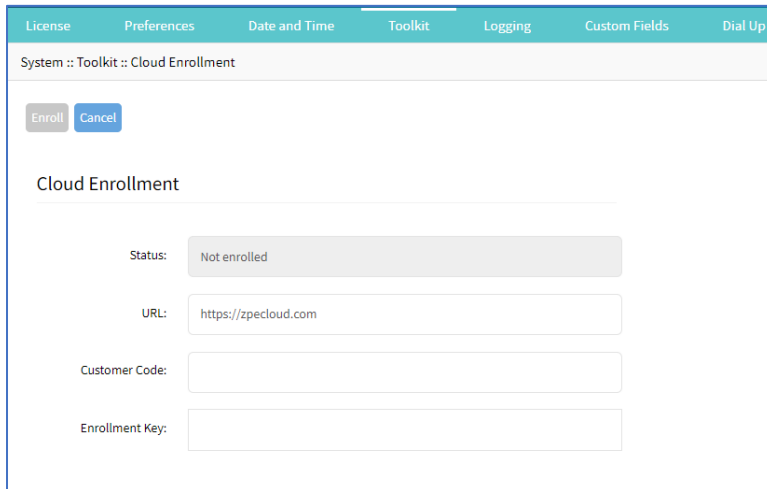 License Preferences Date and Time Toolkit Logging Custom Fields Dial Up
System :: Toolkit :: Cloud Enrollment
Enroll Cancel
Cloud Enrollment
Status: Not enrolled
URL: https://zpecloud.com
Customer Code:
Enrollment Key: